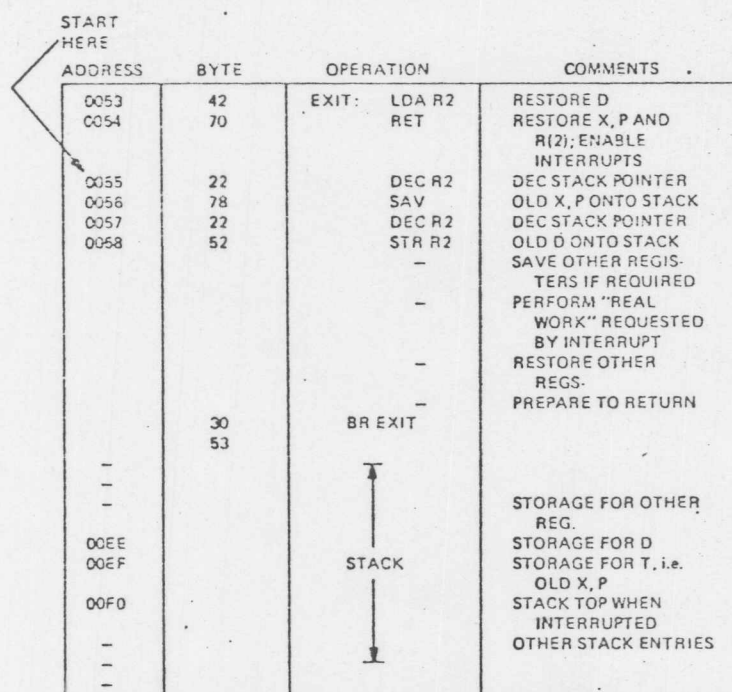 START
HERE
ADDRESS BYTE OPERATION COMMENTS
0053 42 EXIT: LDA R2 RESTORE D
0054 70 RET RESTORE X, P AND
R(2); ENABLE
INTERRUPTS
0055 22 DEC R2 DEC STACK POINTER
0056 78 SAV OLD X, P ONTO STACK
0057 22 DEC R2 DEC STACK POINTER
0058 52 STR R2 OLD D ONTO STACK
– SAVE OTHER REGIS-
TERS IF REQUIRED
– PERFORM "REAL
WORK" REQUESTED
BY INTERRUPT
– RESTORE OTHER
REGS.
– PREPARE TO RETURN
30 BR EXIT
53
–
–
– STORAGE FOR OTHER
REG.
00EE STORAGE FOR D
00EF STACK STORAGE FOR T, i.e.
OLD X, P
00F0 STACK TOP WHEN
INTERRUPTED
– OTHER STACK ENTRIES
–
–